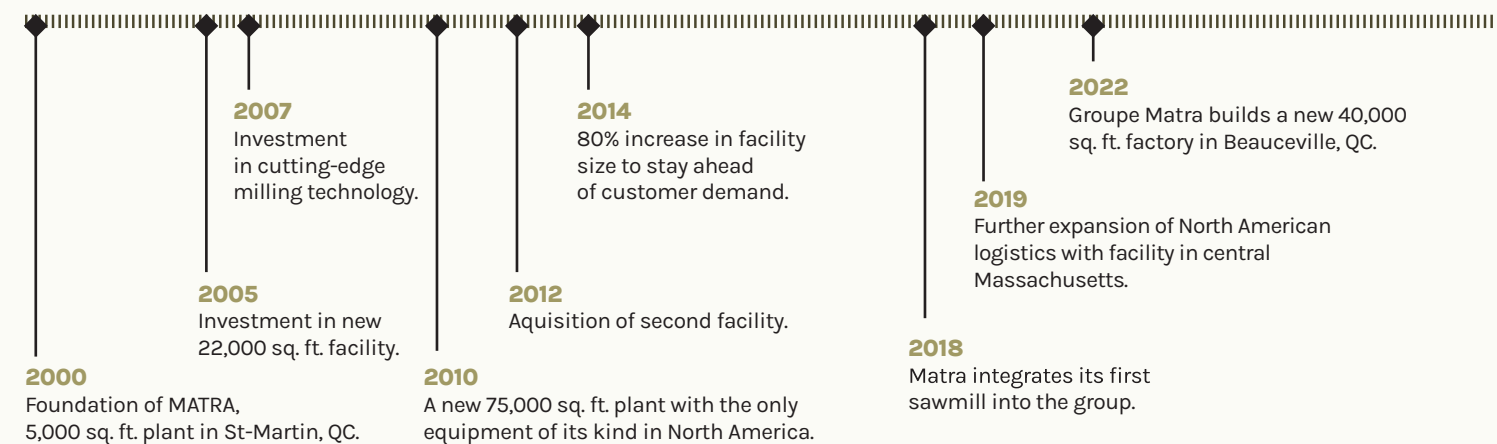 2000
Foundation of MATRA,
5,000 sq. ft. plant in St-Martin, QC.
2005
Investment in new
22,000 sq. ft. facility.
2007
Investment
in cutting-edge
milling technology.
2010
A new 75,000 sq. ft. plant with the only
equipment of its kind in North America.
2012
Aquisition of second facility.
2014
80% increase in facility
size to stay ahead
of customer demand.
2018
Matra integrates its first
sawmill into the group.
2019
Further expansion of North American
logistics with facility in central
Massachusetts.
2022
Groupe Matra builds a new 40,000
sq. ft. factory in Beauceville, QC.